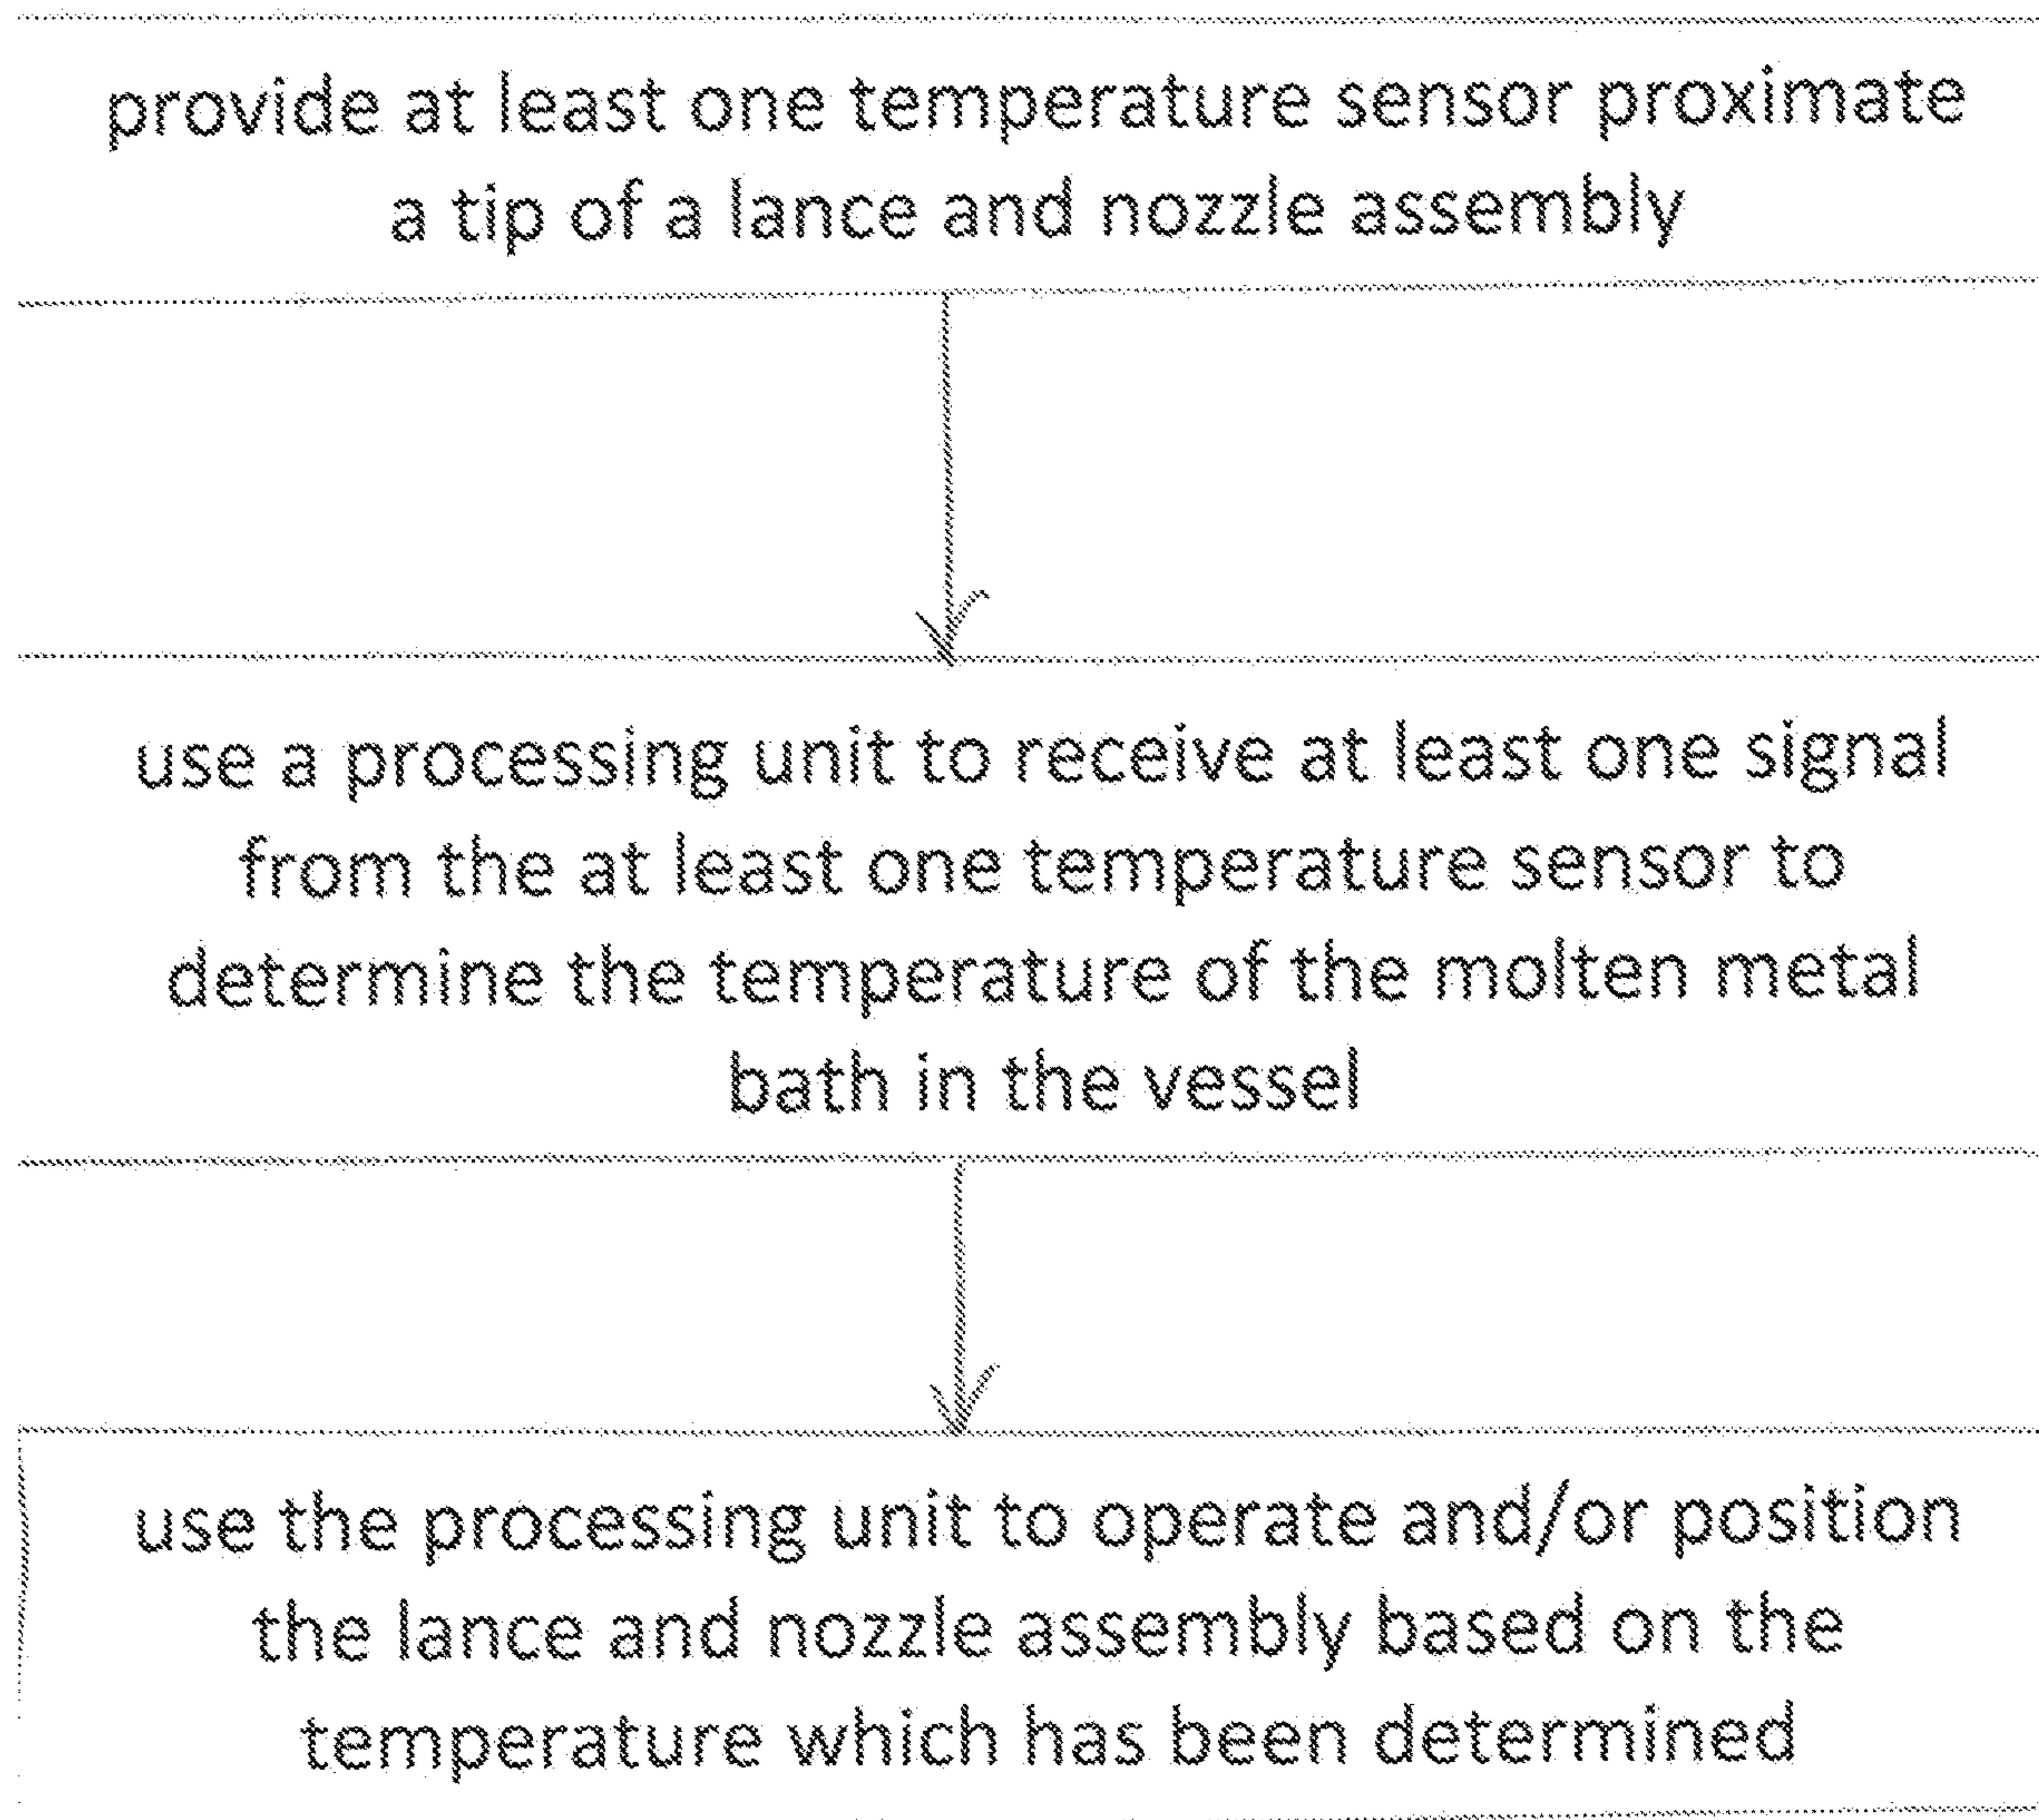 provide at least one temperature sensor proximate
a tip of a lance and nozzle assembly
use a processing unit to receive at least one signal
from the at least one temperature sensor to
determine the temperature of the molten metal
bath in the vessel
use the processing unit to operate and/or position
the lance and nozzle assembly based on the
temperature which has been determined